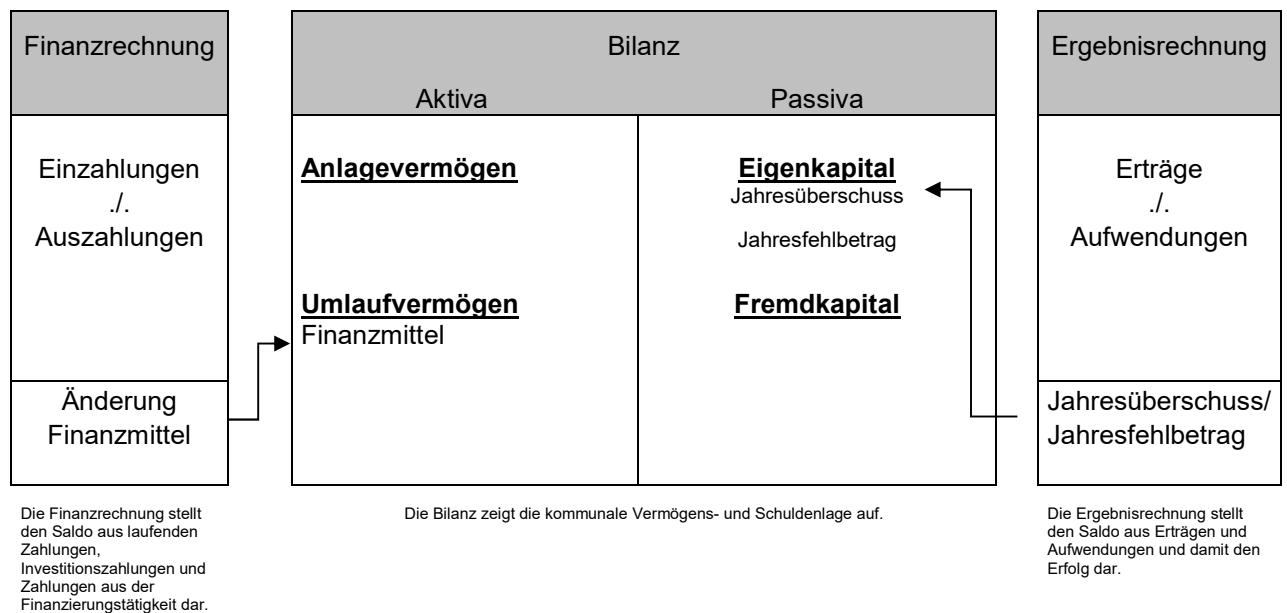 Finanzrechnung
Einzahlungen
./.
Auszahlungen
Änderung
Finanzmittel
Die Finanzrechnung stellt
den Saldo aus laufenden
Zahlungen,
Investitionszahlungen und
Zahlungen aus der
Finanzierungstätigkeit dar.
Bilanz
Aktiva
Passiva
Anlagevermögen
Umlaufvermögen
Finanzmittel
Eigenkapital
Jahresüberschuss
Jahresfehlbetrag
Fremdkapital
Die Bilanz zeigt die kommunale Vermögens- und Schuldenlage auf.
Ergebnisrechnung
Erträge
./.
Aufwendungen
Jahresüberschuss/
Jahresfehlbetrag
Die Ergebnisrechnung stellt
den Saldo aus Erträgen und
Aufwendungen und damit den
Erfolg dar.